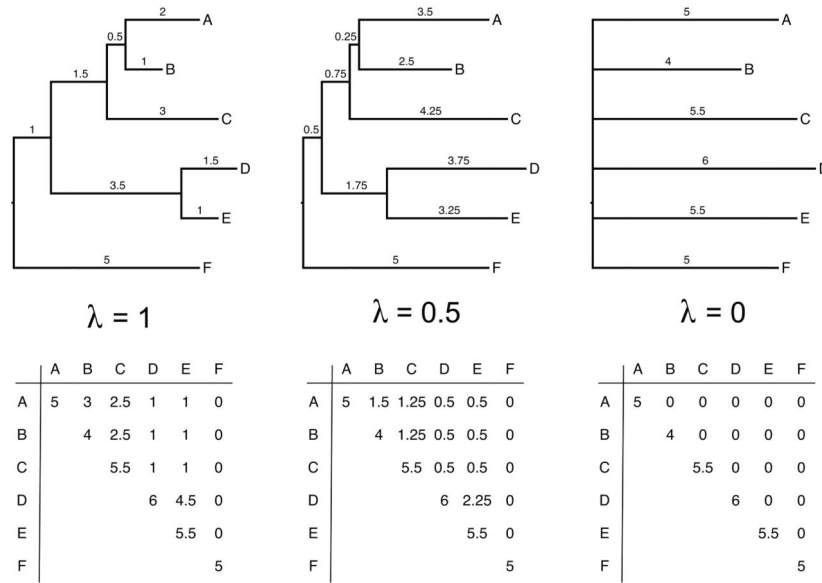 2 A
0.5
1 B
1.5
3 C
1
1.5 D
3.5
1 E
5 F
λ = 1
3.5 A
0.25
2.5 B
0.75
4.25 C
0.5
3.75 D
1.75
3.25 E
5 F
λ = 0.5
5 A
4 B
5.5 C
6 D
5.5 E
5 F
λ = 0
A B C D E F
A 5 3 2.5 1 1 0
B 4 2.5 1 1 0
C 5.5 1 1 0
D 6 4.5 0
E 5.5 0
F 5
A B C D E F
A 5 1.5 1.25 0.5 0.5 0
B 4 1.25 0.5 0.5 0
C 5.5 0.5 0.5 0
D 6 2.25 0
E 5.5 0
F 5
A B C D E F
A 5 0 0 0 0 0
B 4 0 0 0 0
C 5.5 0 0 0
D 6 0 0
E 5.5 0
F 5